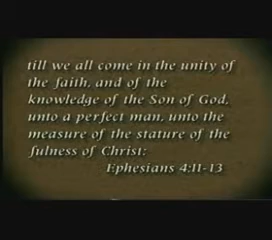 till we all come in the unity of
the faith, and of the
knowledge of the Son of God,
unto a perfect man, unto the
measure of the stature of the
fulness of Christ:
Ephesians 4:11-13